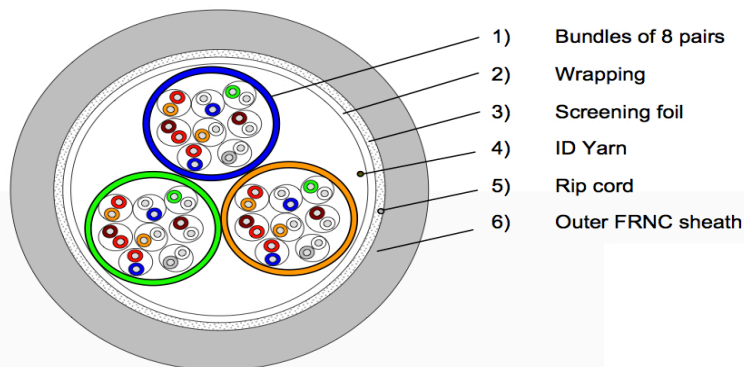 1) Bundles of 8 pairs
2) Wrapping
3) Screening foil
4) ID Yarn
5) Rip cord
6) Outer FRNC sheath